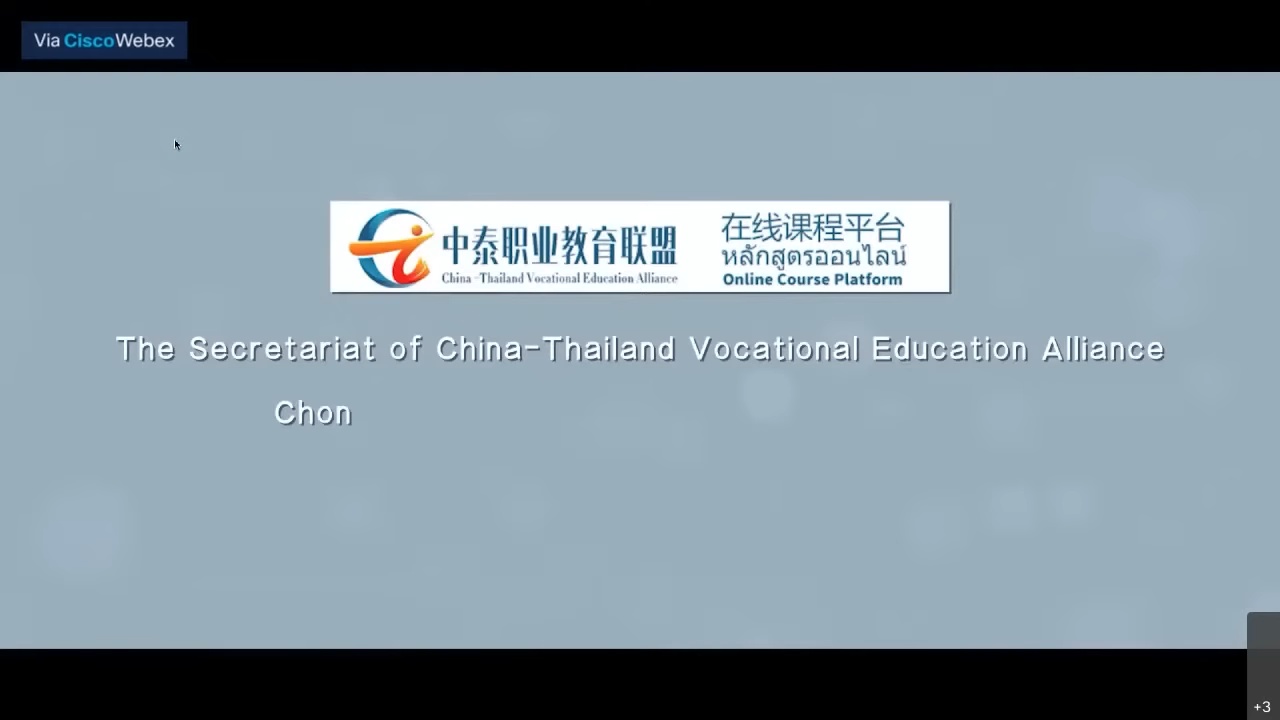 Via CiscoWebex
中泰职业教育联盟
China-Thailand Vocational Education Alliance
在线课程平台
หลักสูตรออนไลน์
Online Course Platform
The Secretariat of China-Thailand Vocational Education Alliance
Chon
+3